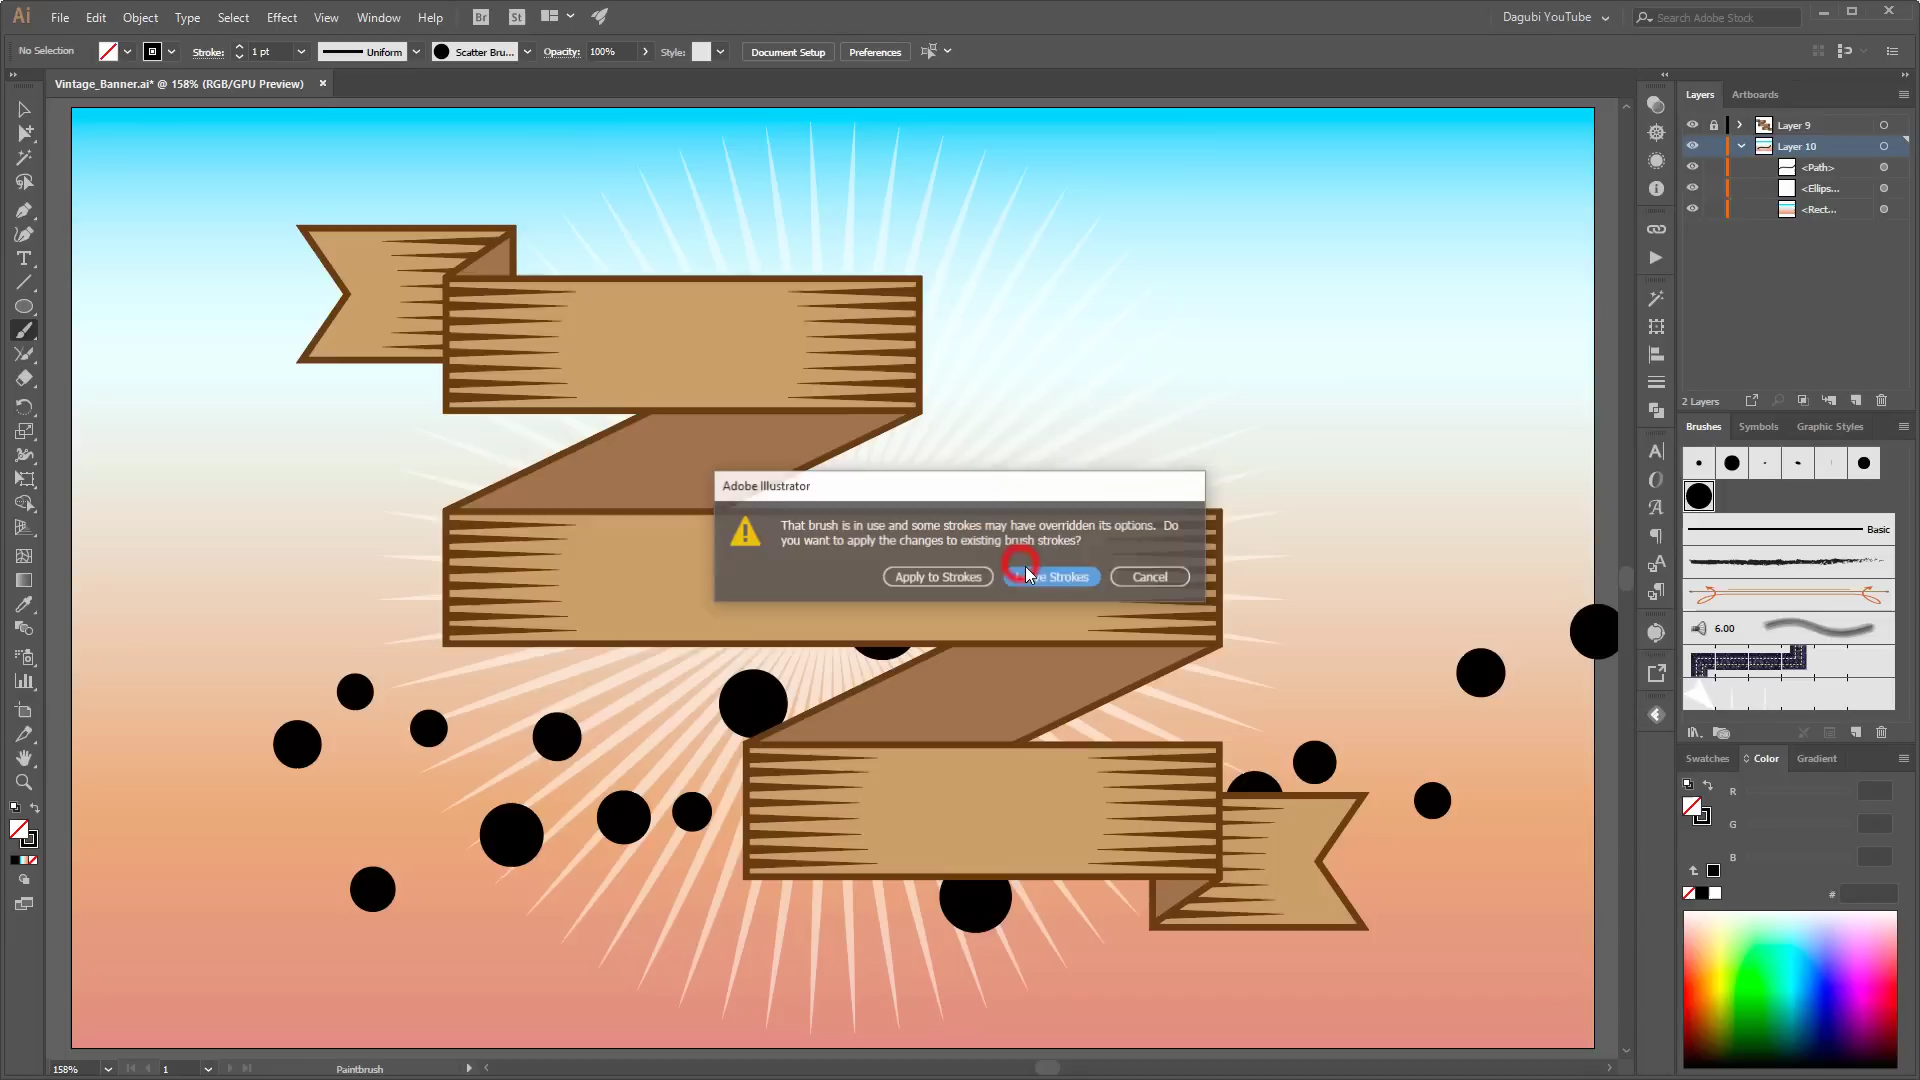 Ai File Edit Object Type Select Effect View Window Help Br St Dagubi YouTube Search Adobe Stock
No Selection Stroke: 1 pt Uniform Scatter Bru... Opacity: 100% Style: Document Setup Preferences
Vintage_Banner.ai* @ 158% (RGB/GPU Preview)
Layers Artboards
Layer 9
Layer 10
<Path>
<Ellips...
<Rect...
2 Layers
Brushes Symbols Graphic Styles
Basic
6.00
Adobe Illustrator
That brush is in use and some strokes may have overridden its options. Do
you want to apply the changes to existing brush strokes?
Apply to Strokes Strokes Cancel
Swatches Color Gradient
R
G
B
#
158% 1 Paintbrush